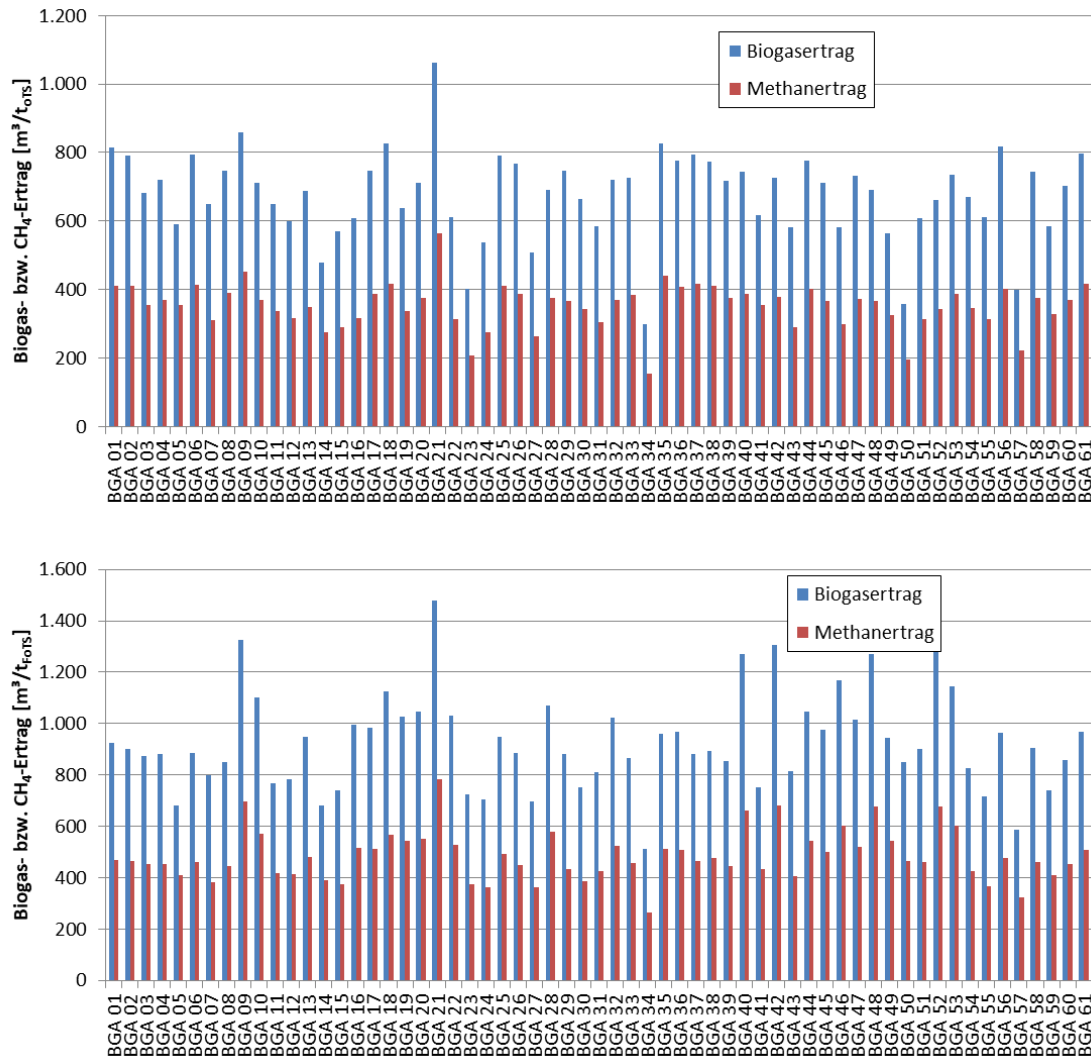 1.200
1.000
800
600
400
200
0
Biogas- bzw. CH₄-Ertrag [m³/t_oTS]
Biogasertrag
Methanertrag
BGA 01
BGA 02
BGA 03
BGA 04
BGA 05
BGA 06
BGA 07
BGA 08
BGA 09
BGA 10
BGA 11
BGA 12
BGA 13
BGA 14
BGA 15
BGA 16
BGA 17
BGA 18
BGA 19
BGA 20
BGA 21
BGA 22
BGA 23
BGA 24
BGA 25
BGA 26
BGA 27
BGA 28
BGA 29
BGA 30
BGA 31
BGA 32
BGA 33
BGA 34
BGA 35
BGA 36
BGA 37
BGA 38
BGA 39
BGA 40
BGA 41
BGA 42
BGA 43
BGA 44
BGA 45
BGA 46
BGA 47
BGA 48
BGA 49
BGA 50
BGA 51
BGA 52
BGA 53
BGA 54
BGA 55
BGA 56
BGA 57
BGA 58
BGA 59
BGA 60
BGA 61
1.600
1.400
1.200
1.000
800
600
400
200
0
Biogas- bzw. CH₄-Ertrag [m³/t_FoTS]
Biogasertrag
Methanertrag
BGA 01
BGA 02
BGA 03
BGA 04
BGA 05
BGA 06
BGA 07
BGA 08
BGA 09
BGA 10
BGA 11
BGA 12
BGA 13
BGA 14
BGA 15
BGA 16
BGA 17
BGA 18
BGA 19
BGA 20
BGA 21
BGA 22
BGA 23
BGA 24
BGA 25
BGA 26
BGA 27
BGA 28
BGA 29
BGA 30
BGA 31
BGA 32
BGA 33
BGA 34
BGA 35
BGA 36
BGA 37
BGA 38
BGA 39
BGA 40
BGA 41
BGA 42
BGA 43
BGA 44
BGA 45
BGA 46
BGA 47
BGA 48
BGA 49
BGA 50
BGA 51
BGA 52
BGA 53
BGA 54
BGA 55
BGA 56
BGA 57
BGA 58
BGA 59
BGA 60
BGA 61